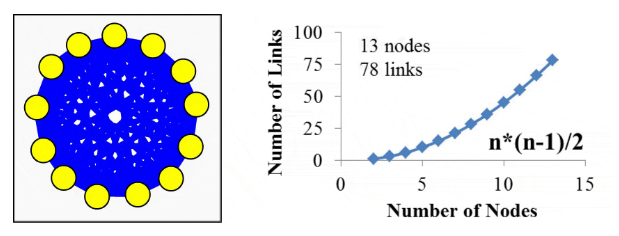 Number of Links
100
75
50
25
0
13 nodes
78 links
n*(n-1)/2
0
5
10
15
Number of Nodes